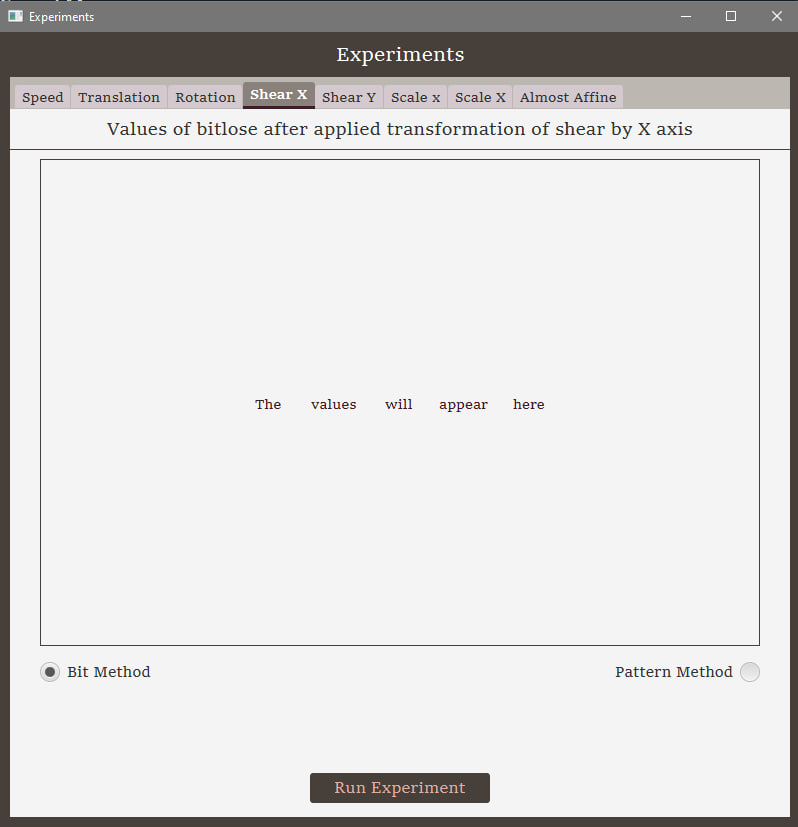 Experiments
Experiments
Speed Translation Rotation Shear X Shear Y Scale x Scale X Almost Affine
Values of bitlose after applied transformation of shear by X axis
The values will appear here
Bit Method Pattern Method
Run Experiment